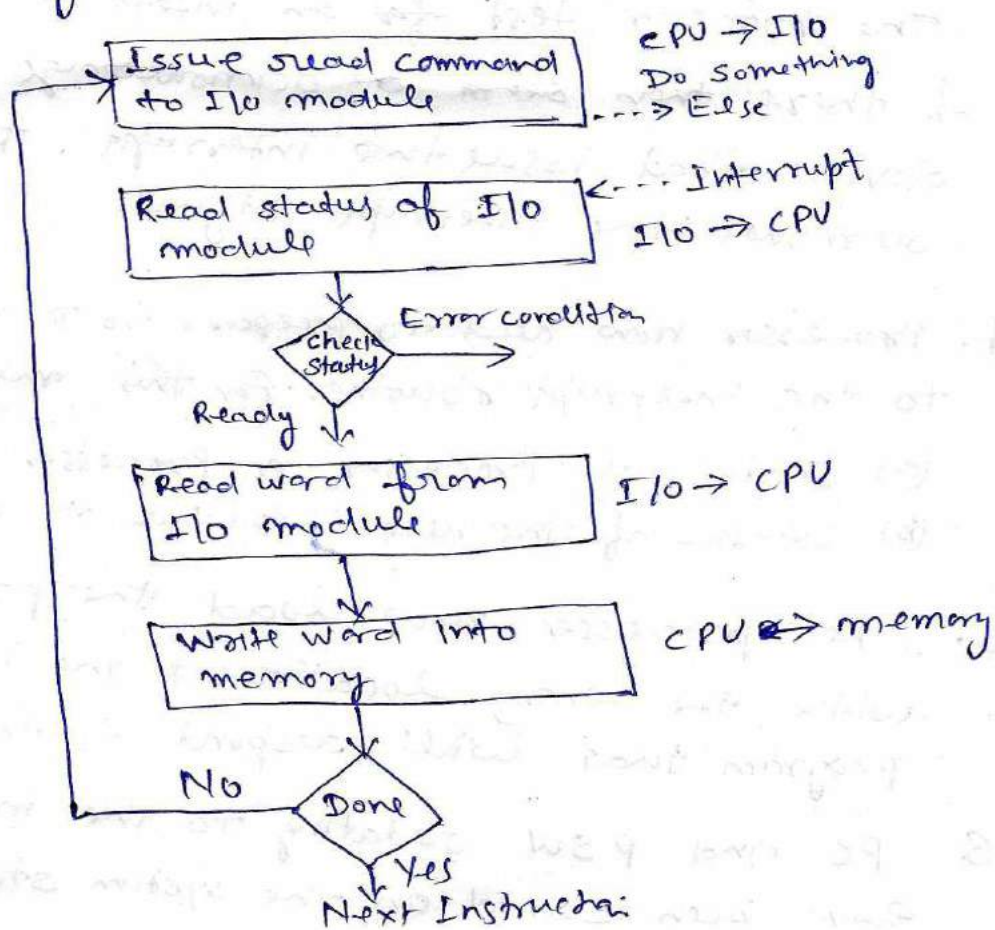 Issue read command
to I/O module
CPU → I/O
Do something
----> Else
Read status of I/O
module
<---- Interrupt
I/O → CPU
Check
Status
Error condition
Ready
Read word from
I/O module
I/O → CPU
Write word into
memory
CPU → memory
No
Done
Yes
Next Instruction